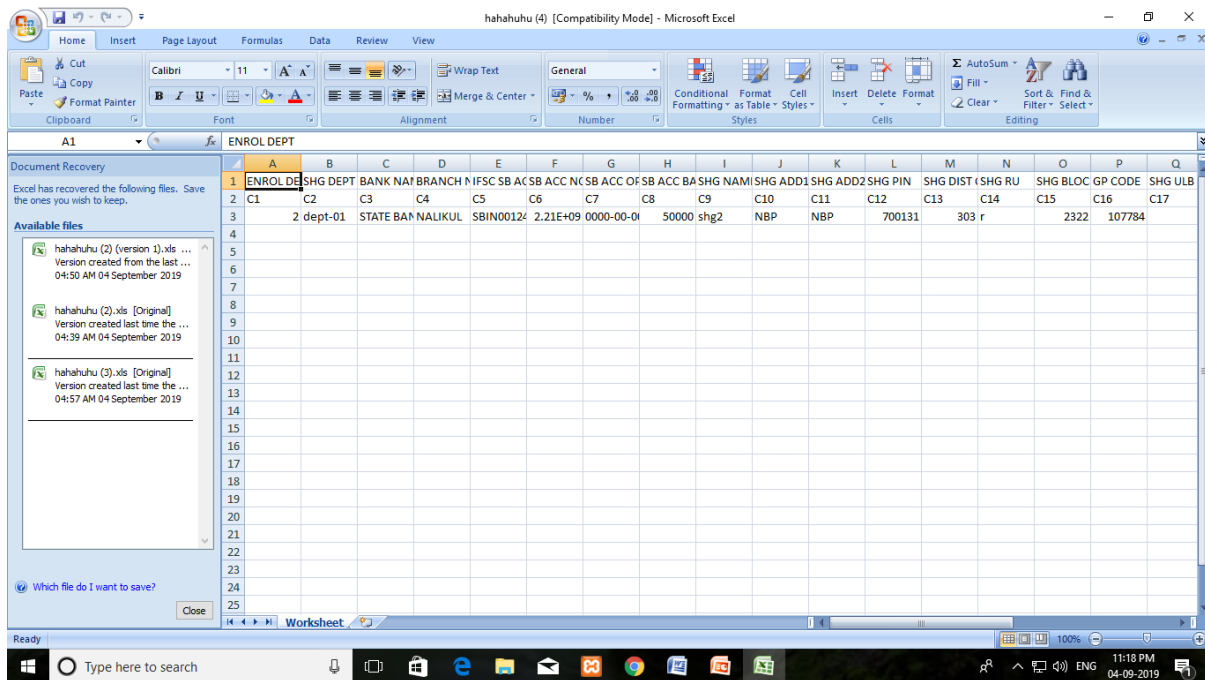 hahahuhu (4) [Compatibility Mode] - Microsoft Excel
Home Insert Page Layout Formulas Data Review View
Paste
Cut
Copy
Format Painter
Clipboard
Calibri 11
B I U
Font
Wrap Text
Merge & Center
Alignment
General
Number
Conditional Formatting
Format as Table
Cell Styles
Styles
Insert Delete Format
Cells
AutoSum
Fill
Clear
Sort & Filter
Find & Select
Editing
A1 fx ENROL DEPT
Document Recovery
Excel has recovered the following files. Save
the ones you wish to keep.
Available files
hahahuhu (2) (version 1).xls ...
Version created from the last ...
04:50 AM 04 September 2019
hahahuhu (2).xls [Original]
Version created last time the ...
04:39 AM 04 September 2019
hahahuhu (3).xls [Original]
Version created last time the ...
04:57 AM 04 September 2019
Which file do I want to save?
Close
A B C D E F G H I J K L M N O P Q
1 ENROL DE SHG DEPT BANK NAI BRANCH N IFSC SB AC SB ACC NC SB ACC OF SB ACC BA SHG NAMI SHG ADD1 SHG ADD2 SHG PIN SHG DIST ( SHG RU SHG BLOC GP CODE SHG ULB
2 C1 C2 C3 C4 C5 C6 C7 C8 C9 C10 C11 C12 C13 C14 C15 C16 C17
3 2 dept-01 STATE BAN NALIKUL SBIN00124 2.21E+09 0000-00-0 50000 shg2 NBP NBP 700131 303 r 2322 107784
4
5
6
7
8
9
10
11
12
13
14
15
16
17
18
19
20
21
22
23
24
25
Worksheet
Ready 100%
Type here to search
ENG
11:18 PM
04-09-2019